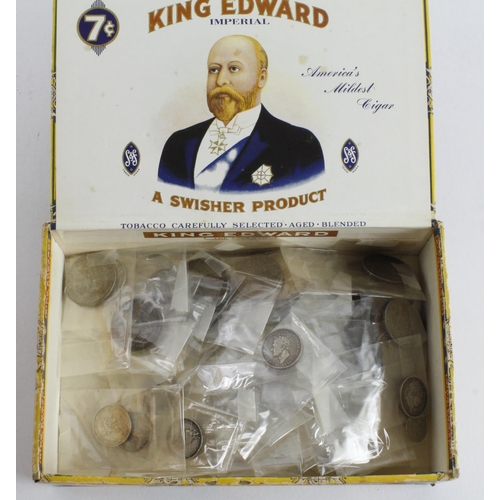 7¢
KING EDWARD
IMPERIAL
America's
Mildest
Cigar
S&F
S&F
A SWISHER PRODUCT
TOBACCO CAREFULLY SELECTED · AGED · BLENDED
KING EDWARD